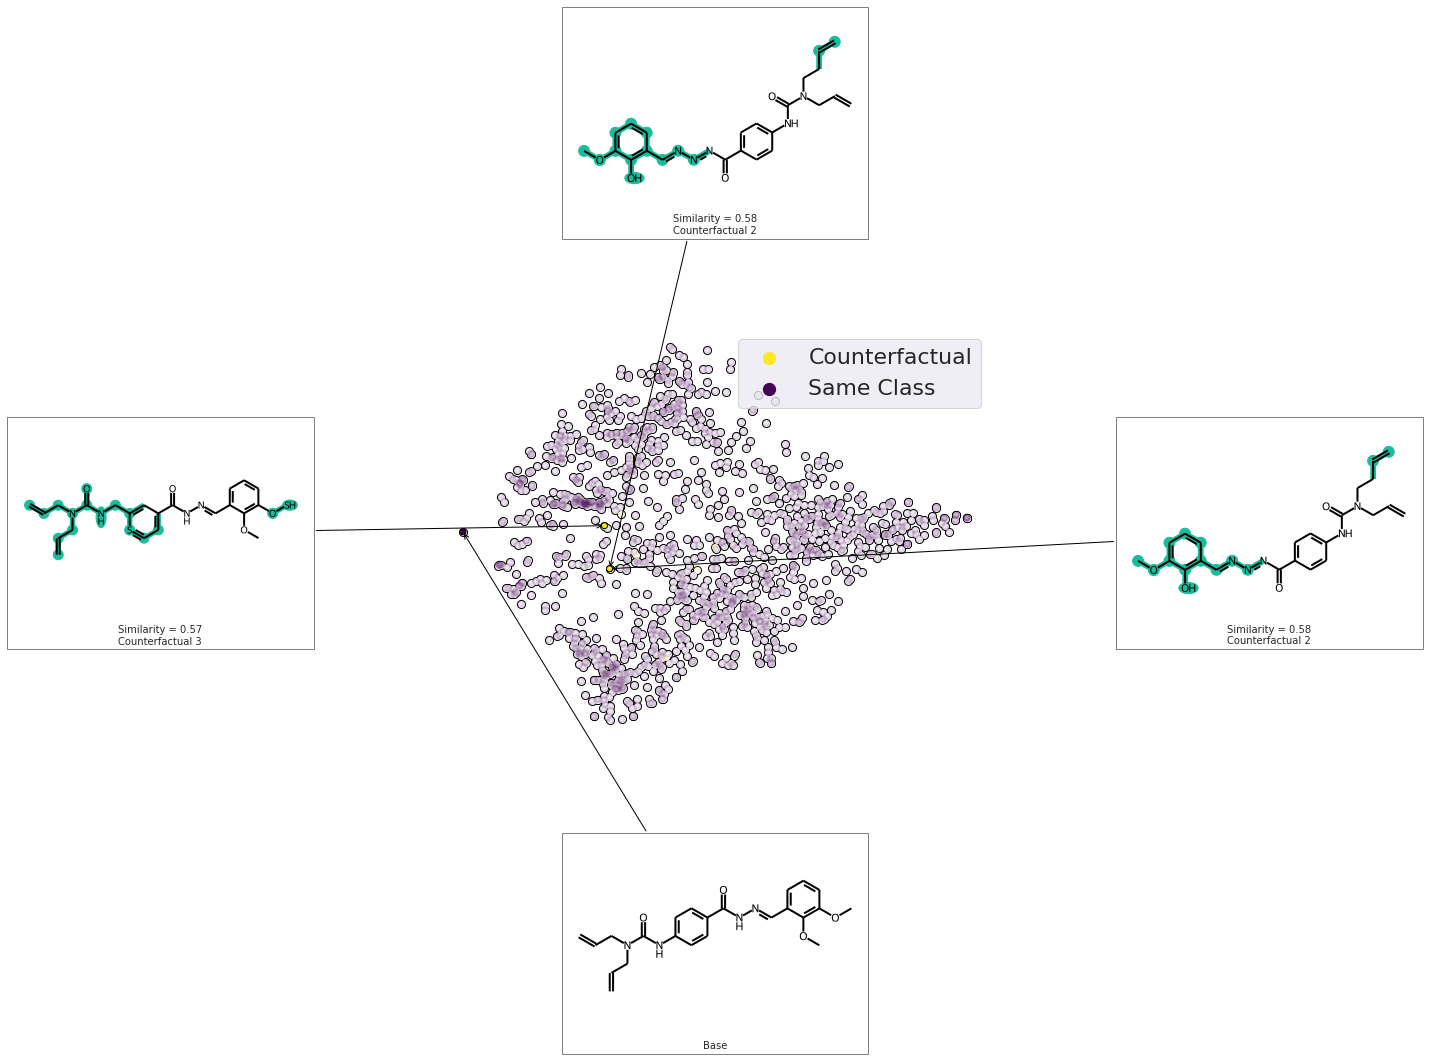 O
N
NH
O
N
N
N
O
OH
Similarity = 0.58
Counterfactual 2
Counterfactual
Same Class
O
N
N
H
S
O
N
H
N
O
O
SH
Similarity = 0.57
Counterfactual 3
O
N
NH
O
N
N
N
O
OH
Similarity = 0.58
Counterfactual 2
O
N
N
H
O
N
H
N
O
O
Base